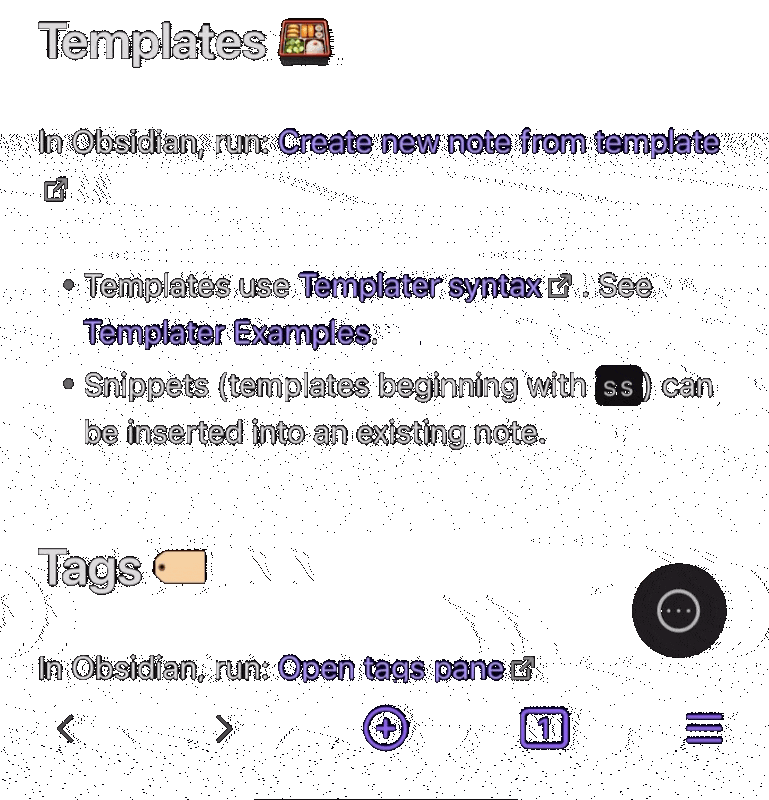 Templates 🍱
In Obsidian, run: Create new note from template
• Templates use Templater syntax . See
Templater Examples.
• Snippets (templates beginning with ss) can
be inserted into an existing note.
Tags 🏷️
In Obsidian, run: Open tags pane
1